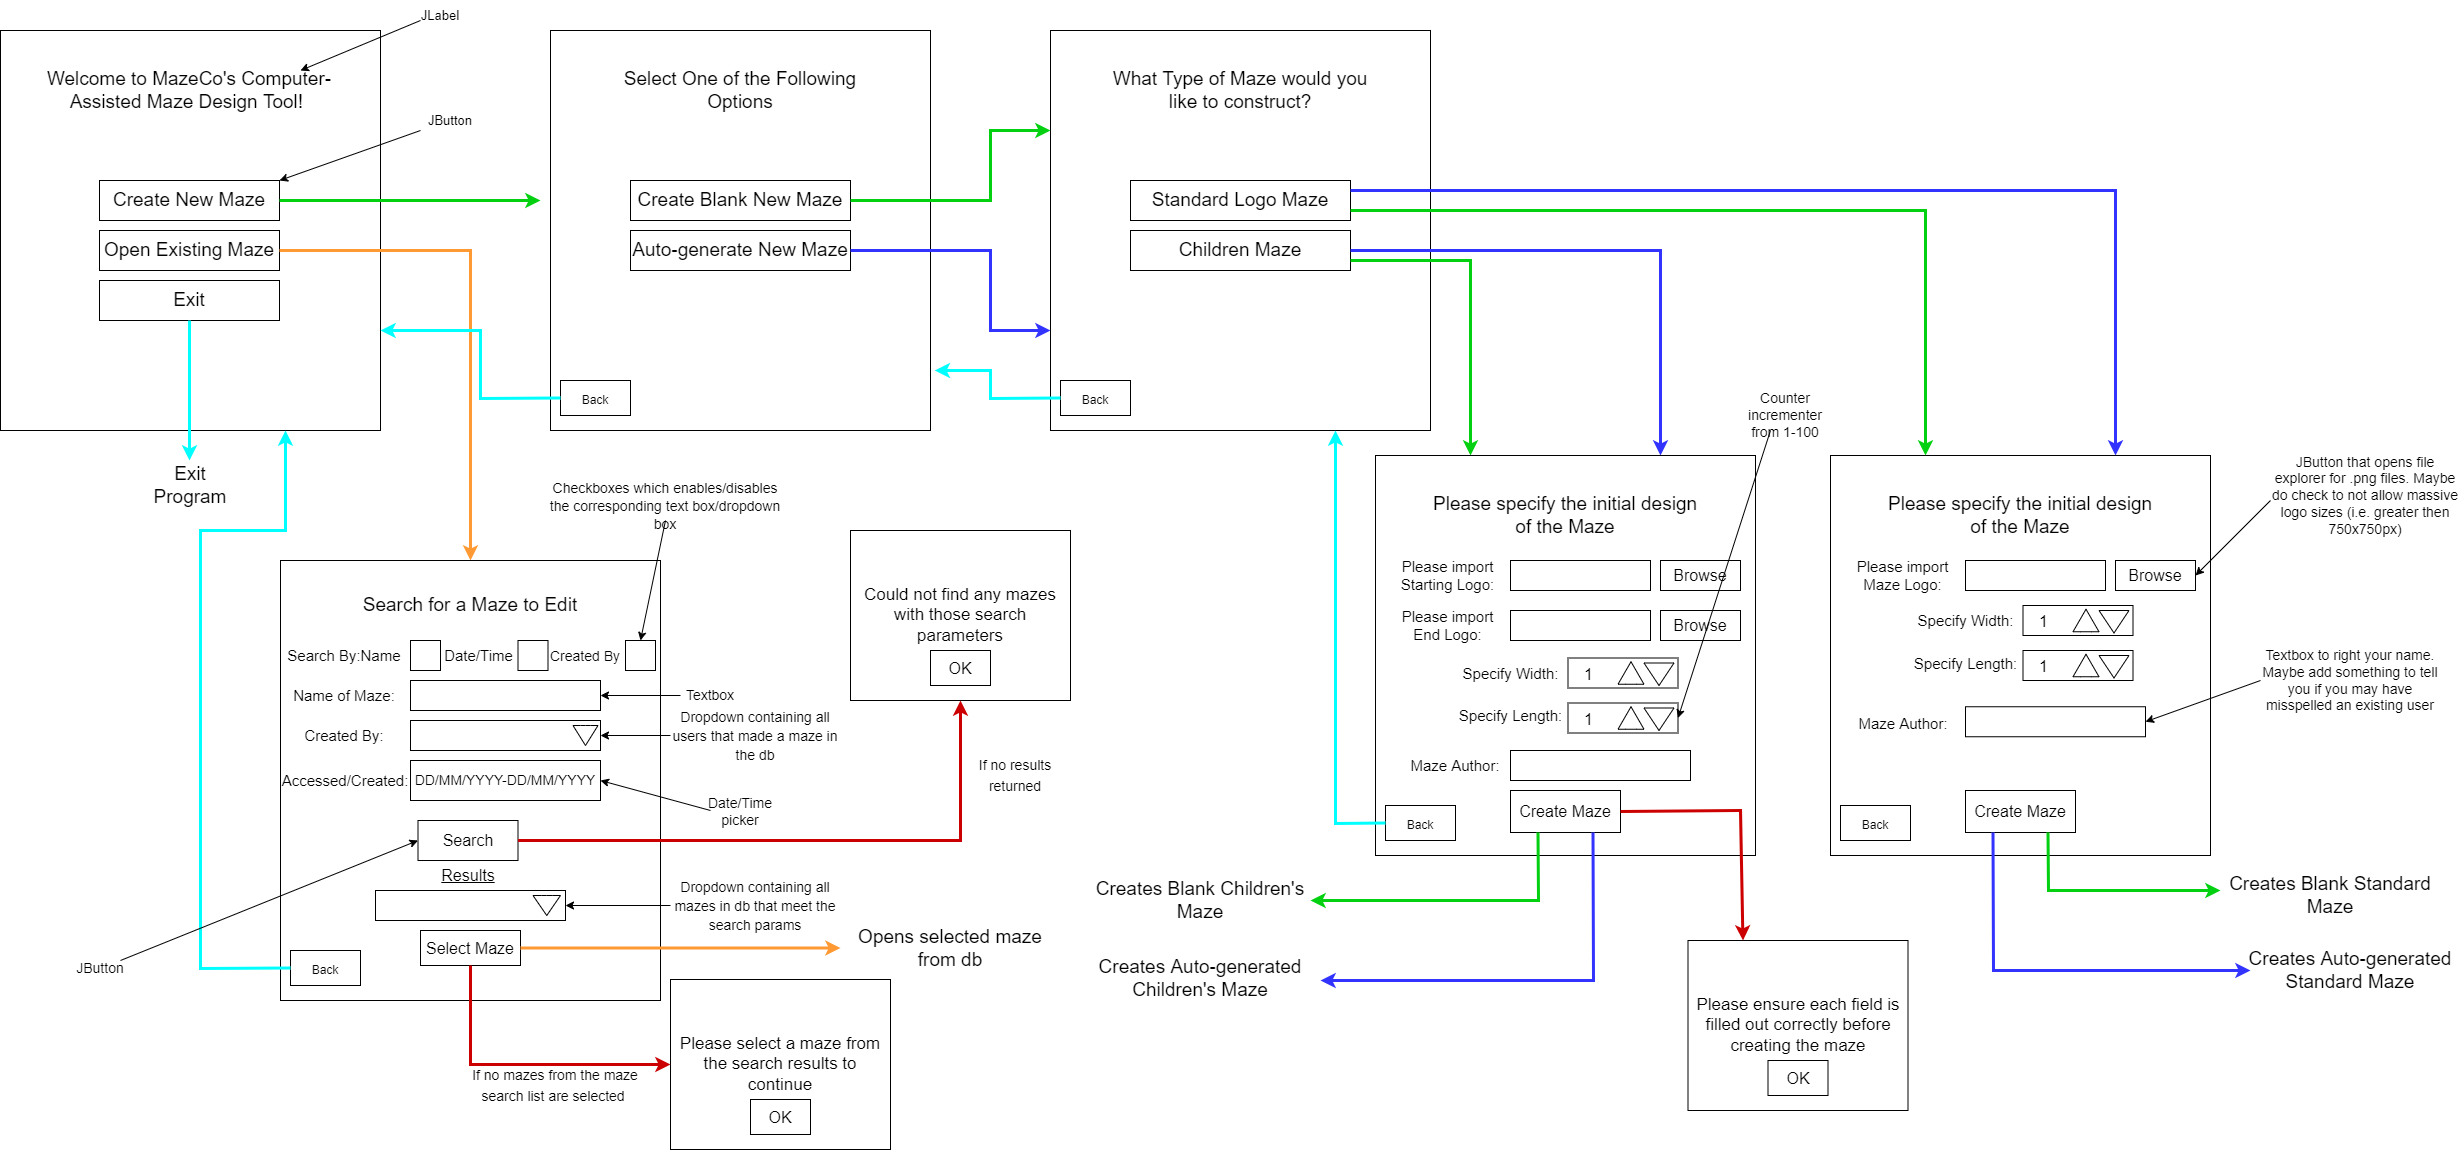 JLabel
Welcome to MazeCo's Computer-
Assisted Maze Design Tool!
JButton
Create New Maze
Open Existing Maze
Exit
Exit
Program
Select One of the Following
Options
Create Blank New Maze
Auto-generate New Maze
Back
What Type of Maze would you
like to construct?
Standard Logo Maze
Children Maze
Back
Checkboxes which enables/disables
the corresponding text box/dropdown
box
Search for a Maze to Edit
Search By:Name
Date/Time
Created By
Name of Maze:
Textbox
Created By:
Dropdown containing all
users that made a maze in
the db
Accessed/Created:
DD/MM/YYYY-DD/MM/YYYY
Date/Time
picker
Search
Results
Dropdown containing all
mazes in db that meet the
search params
Select Maze
Back
JButton
Opens selected maze
from db
If no mazes from the maze
search list are selected
Please select a maze from
the search results to
continue
OK
Could not find any mazes
with those search
parameters
OK
If no results
returned
Counter
incrementer
from 1-100
Please specify the initial design
of the Maze
Please import
Starting Logo:
Browse
Please import
End Logo:
Browse
Specify Width:
1
Specify Length:
1
Maze Author:
Create Maze
Back
Creates Blank Children's
Maze
Creates Auto-generated
Children's Maze
Please ensure each field is
filled out correctly before
creating the maze
OK
Please specify the initial design
of the Maze
Please import
Maze Logo:
Browse
Specify Width:
1
Specify Length:
1
Maze Author:
Create Maze
Back
JButton that opens file
explorer for .png files. Maybe
do check to not allow massive
logo sizes (i.e. greater then
750x750px)
Textbox to right your name.
Maybe add something to tell
you if you may have
misspelled an existing user
Creates Blank Standard
Maze
Creates Auto-generated
Standard Maze